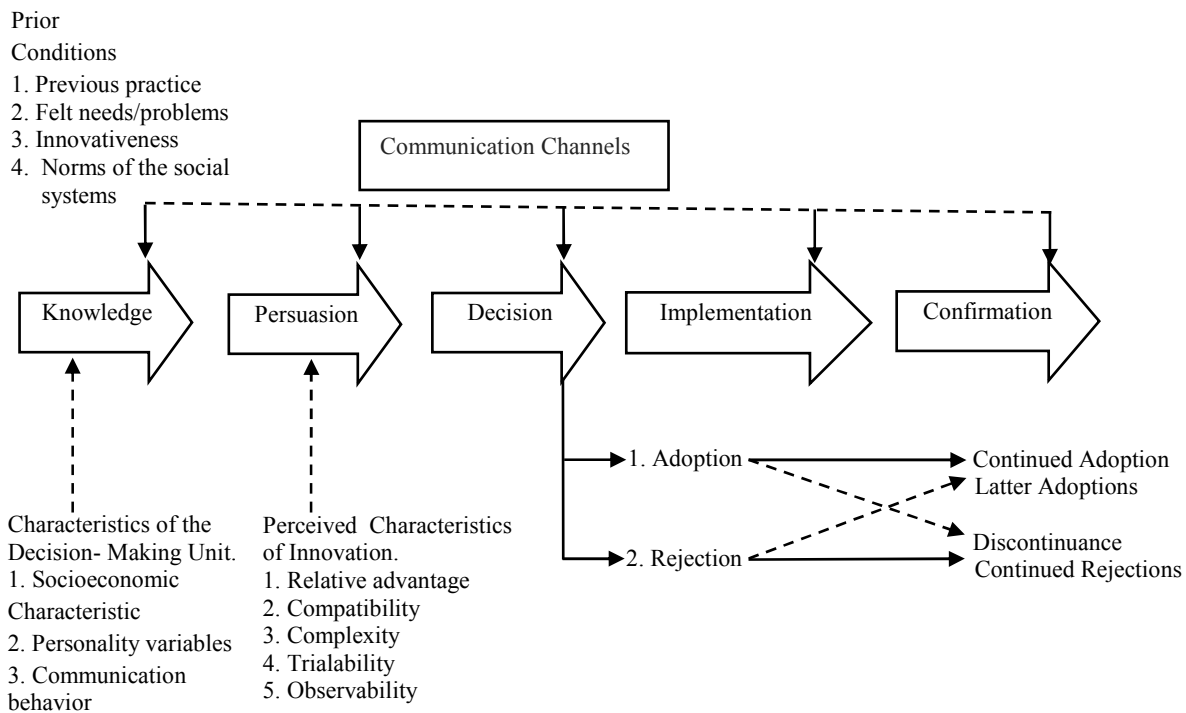 Prior
Conditions
1. Previous practice
2. Felt needs/problems
3. Innovativeness
4. Norms of the social
systems
Communication Channels
Knowledge
Persuasion
Decision
Implementation
Confirmation
1. Adoption
Continued Adoption
Latter Adoptions
2. Rejection
Discontinuance
Continued Rejections
Characteristics of the
Decision- Making Unit.
1. Socioeconomic
Characteristic
2. Personality variables
3. Communication
behavior
Perceived Characteristics
of Innovation.
1. Relative advantage
2. Compatibility
3. Complexity
4. Trialability
5. Observability